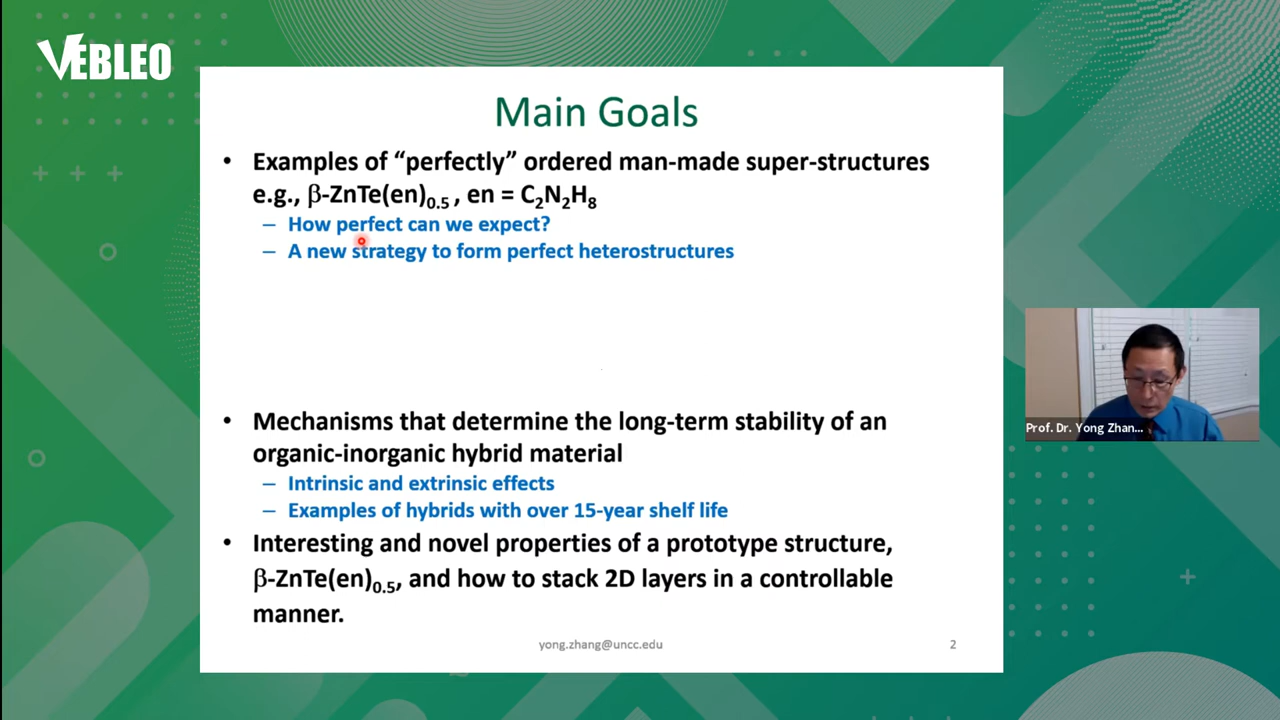 VEBLEO
Main Goals
• Examples of “perfectly” ordered man-made super-structures
e.g., β-ZnTe(en)₀.₅ , en = C₂N₂H₈
– How perfect can we expect?
– A new strategy to form perfect heterostructures
• Mechanisms that determine the long-term stability of an
organic-inorganic hybrid material
– Intrinsic and extrinsic effects
– Examples of hybrids with over 15-year shelf life
• Interesting and novel properties of a prototype structure,
β-ZnTe(en)₀.₅, and how to stack 2D layers in a controllable
manner.
yong.zhang@uncc.edu
2
Prof. Dr. Yong Zhan...